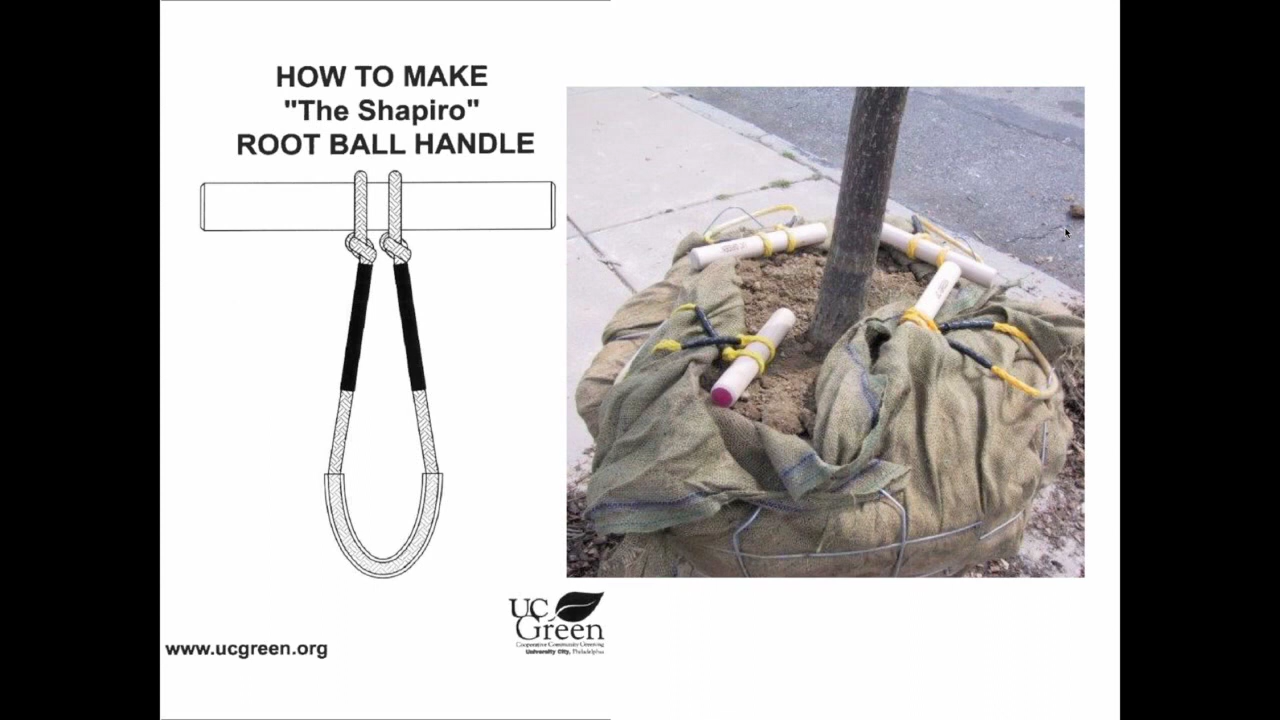 HOW TO MAKE
"The Shapiro"
ROOT BALL HANDLE
UC
Green
Cooperative Community Greening
University City, Philadelphia
www.ucgreen.org